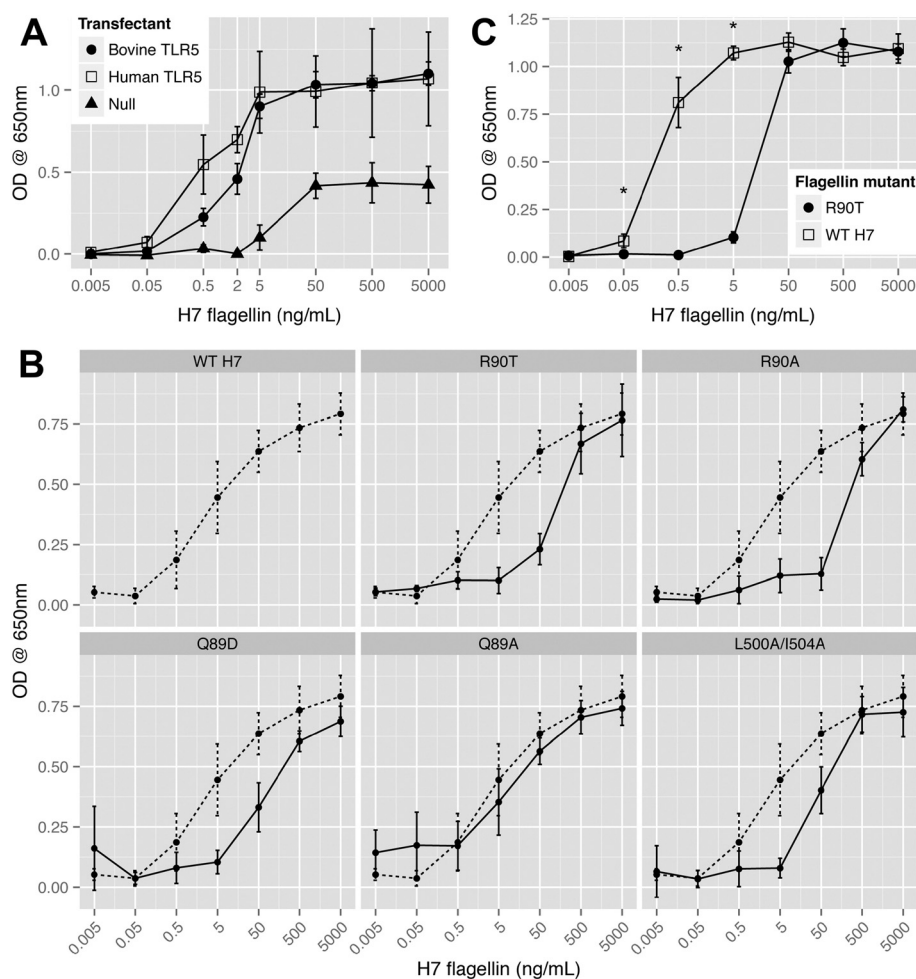 A
Transfectant
Bovine TLR5
Human TLR5
Null
OD @ 650nm
1.0
0.5
0.0
0.005
0.05
0.5
2
5
50
500
5000
H7 flagellin (ng/mL)
C
OD @ 650nm
1.25
1.00
0.75
0.50
0.25
0.00
*
*
*
Flagellin mutant
R90T
WT H7
0.005
0.05
0.5
5
50
500
5000
H7 flagellin (ng/mL)
B
WT H7
R90T
R90A
OD @ 650nm
0.75
0.50
0.25
0.00
Q89D
Q89A
L500A/I504A
0.75
0.50
0.25
0.00
0.005
0.05
0.5
5
50
500
5000
0.005
0.05
0.5
5
50
500
5000
0.005
0.05
0.5
5
50
500
5000
H7 flagellin (ng/mL)